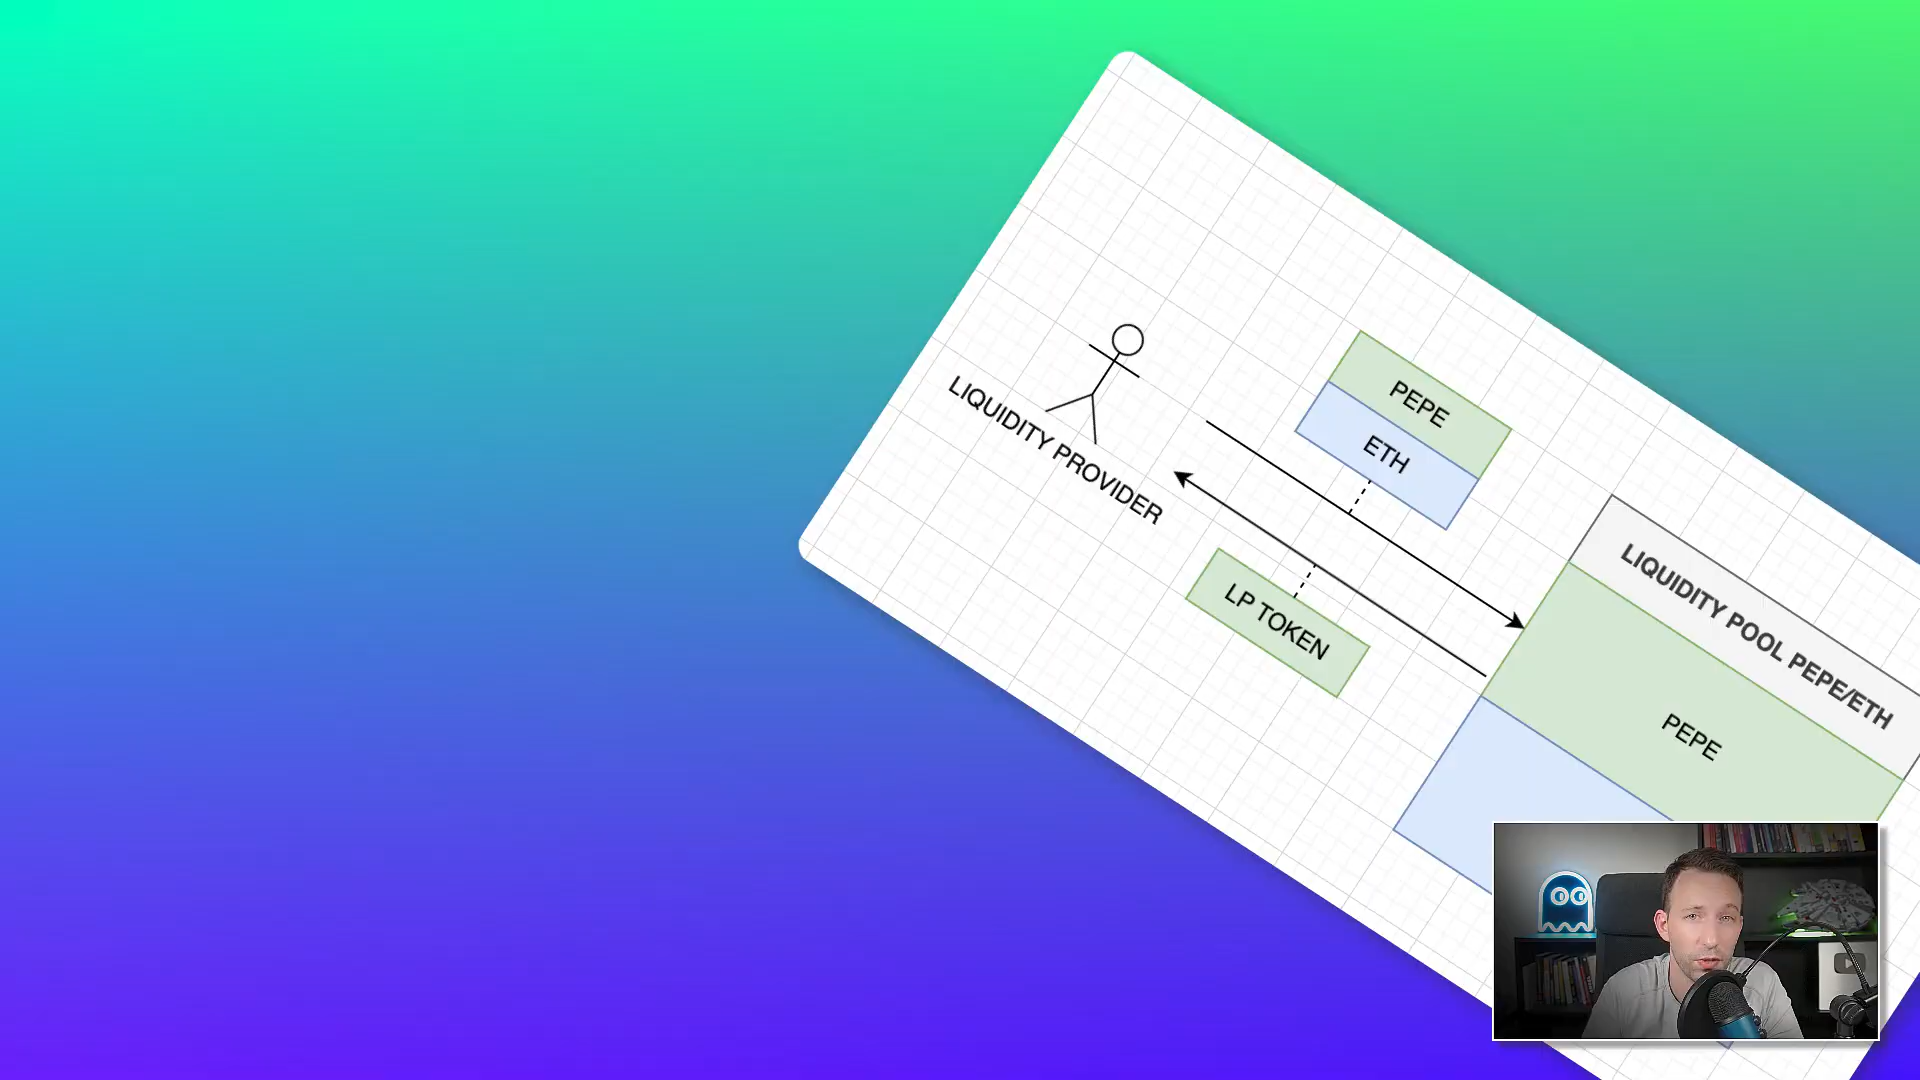 LIQUIDITY PROVIDER
PEPE
ETH
LP TOKEN
LIQUIDITY POOL PEPE/ETH
PEPE